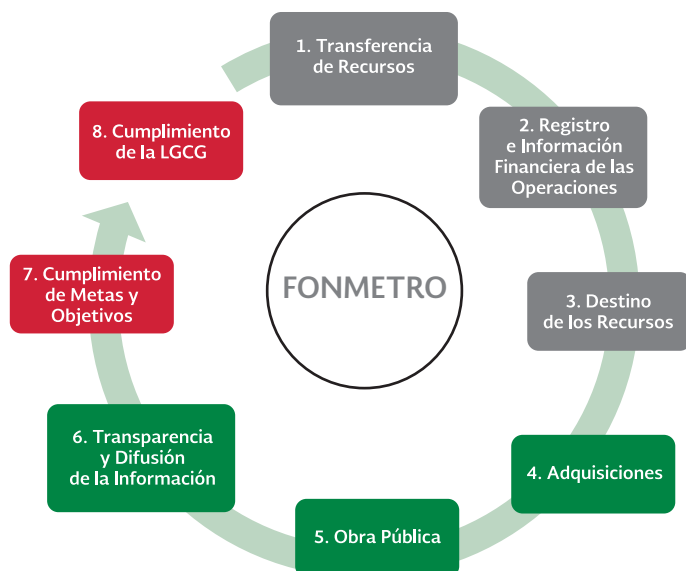 1. Transferencia
de Recursos
2. Registro
e Información
Financiera de las
Operaciones
3. Destino
de los Recursos
4. Adquisiciones
5. Obra Pública
6. Transparencia
y Difusión
de la Información
7. Cumplimiento
de Metas y
Objetivos
8. Cumplimiento
de la LGCG
FONMETRO